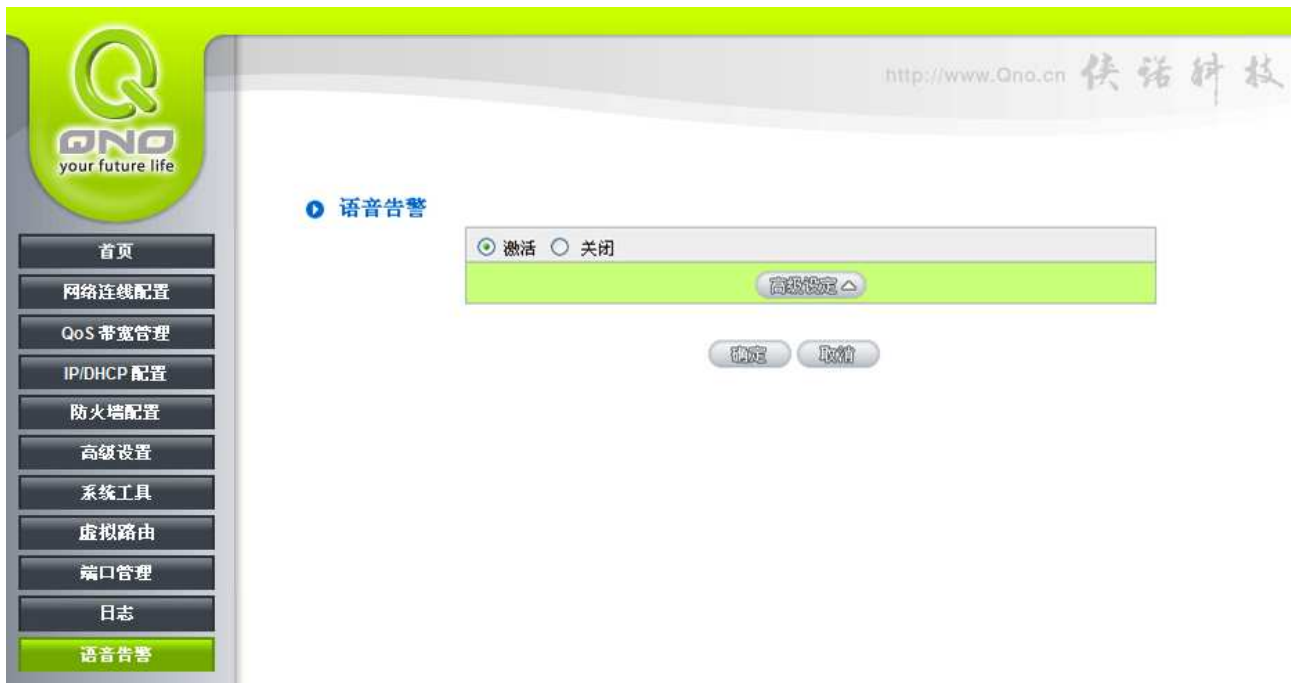 http://www.Qno.cn 侠诺科技
QNO
your future life
语音告警
激活 关闭
高级设定
确定 取消
首页
网络连线配置
QoS 带宽管理
IP/DHCP 配置
防火墙配置
高级设置
系统工具
虚拟路由
端口管理
日志
语音告警